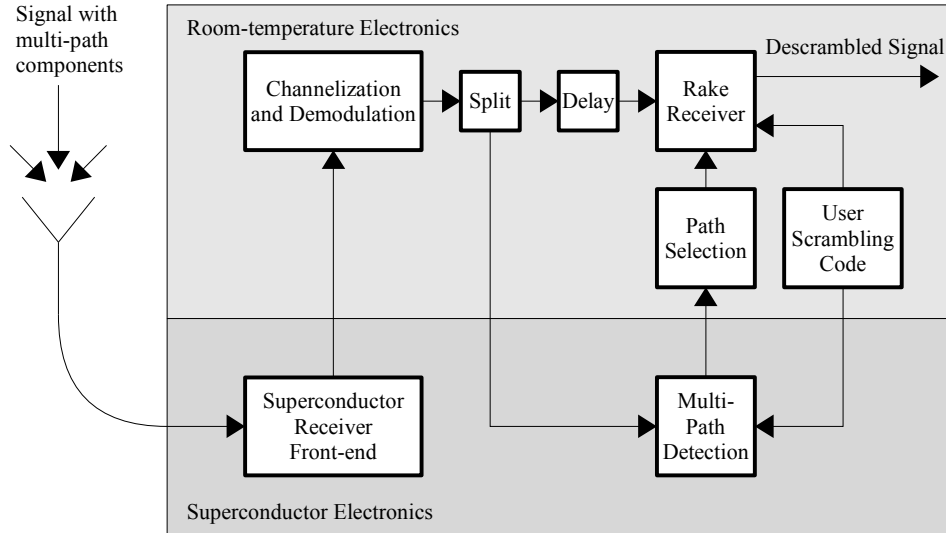 Signal with
multi-path
components
Room-temperature Electronics
Channelization
and Demodulation
Split
Delay
Rake
Receiver
Descrambled Signal
Path
Selection
User
Scrambling
Code
Superconductor
Receiver
Front-end
Multi-
Path
Detection
Superconductor Electronics